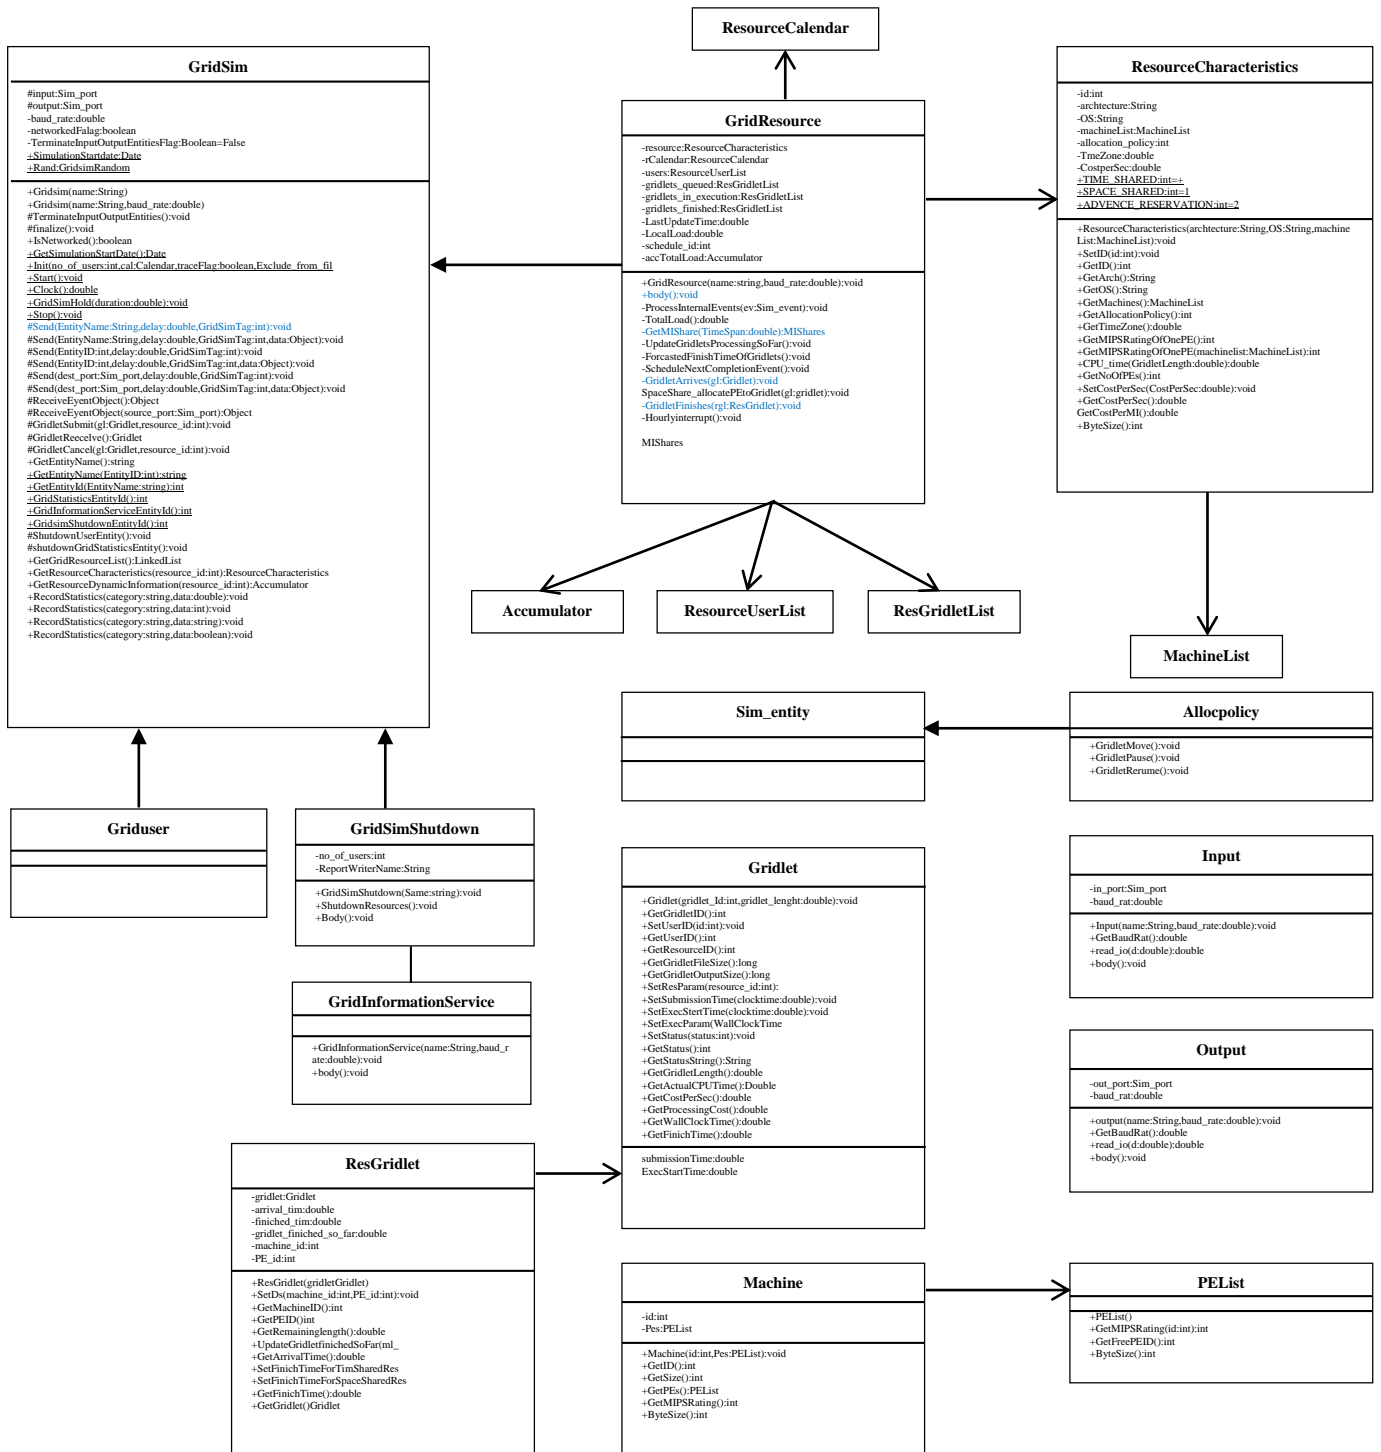 ResourceCalendar
GridSim
#input:Sim_port
#output:Sim_port
-baud_rate:double
-networkedFalag:boolean
-TerminateInputOutputEntitiesFlag:Boolean=False
+SimulationStartdate:Date
+Rand:GridsimRandom
+Gridsim(name:String)
+Gridsim(name:String,baud_rate:double)
#TerminateInputOutputEntities():void
#finalize():void
+IsNetworked():boolean
+GetSimulationStartDate():Date
+Init(no_of_users:int,cal:Calendar,traceFlag:boolean,Exclude_from_fil
+Start():void
+Clock():double
+GridSimHold(duration:double):void
+Stop():void
#Send(EntityName:String,delay:double,GridSimTag:int):void
#Send(EntityName:String,delay:double,GridSimTag:int,data:Object):void
#Send(EntityID:int,delay:double,GridSimTag:int):void
#Send(EntityID:int,delay:double,GridSimTag:int,data:Object):void
#Send(dest_port:Sim_port,delay:double,GridSimTag:int):void
#Send(dest_port:Sim_port,delay:double,GridSimTag:int,data:Object):void
#ReceiveEyentObject():Object
#ReceiveEyentObject(source_port:Sim_port):Object
#GridletSubmit(gl:Gridlet,resource_id:int):void
#GridletReecelve():Gridlet
#GridletCancel(gl:Gridlet,resource_id:int):void
+GetEntityName():string
+GetEntityName(EntityID:int):string
+GetEntityId(EntityName:string):int
+GridStatisticsEntityId():int
+GridInformationServiceEntityId():int
+GridsimShutdownEntityId():int
#ShutdownUserEntity():void
#shutdownGridStatisticsEntity():void
+GetGridResourceList():LinkedList
+GetResourceCharacteristics(resource_id:int):ResourceCharacteristics
+GetResourceDynamicInformation(resource_id:int):Accumulator
+RecordStatistics(category:string,data:double):void
+RecordStatistics(category:string,data:int):void
+RecordStatistics(category:string,data:string):void
+RecordStatistics(category:string,data:boolean):void
GridResource
-resource:ResourceCharacteristics
-rCalendar:ResourceCalendar
-users:ResourceUserList
-gridlets_queued:ResGridletList
-gridlets_in_execution:ResGridletList
-gridlets_finished:ResGridletList
-LastUpdateTime:double
-LocalLoad:double
-schedule_id:int
-accTotalLoad:Accumulator
+GridResource(name:string,baud_rate:double):void
+body():void
-ProcessInternalEvents(ev:Sim_event):void
-TotalLoad():double
-GetMIShare(TimeSpan:double):MIShares
-UpdateGridletsProcessingSoFar():void
-ForcastedFinishTimeOfGridlets():void
-ScheduleNextCompletionEvent():void
-GridletArrives(gl:Gridlet):void
SpaceShare_allocatePEtoGridlet(gl:gridlet):void
-GridletFinishes(rgl:ResGridlet):void
-Hourlyinterrupt():void
MIShares
ResourceCharacteristics
-id:int
-archtecture:String
-OS:String
-machineList:MachineList
-allocation_policy:int
-TmeZone:double
-CostperSec:double
+TIME_SHARED:int=+
+SPACE_SHARED:int=1
+ADVENCE_RESERVATION:int=2
+ResourceCharacteristics(archtecture:String,OS:String,machine
List:MachineList):void
+SetID(id:int):void
+GetID():int
+GetArch():String
+GetOS():String
+GetMachines():MachineList
+GetAllocationPolicy():int
+GetTimeZone():double
+GetMIPSRatingOfOnePE():int
+GetMIPSRatingOfOnePE(machinelist:MachineList):int
+CPU_time(GridletLength:double):double
+GetNoOfPEs():int
+SetCostPerSec(CostPerSec:double):void
+GetCostPerSec():double
GetCostPerMI():double
+ByteSize():int
Accumulator
ResourceUserList
ResGridletList
MachineList
Sim_entity
Allocpolicy
+GridletMove():void
+GridletPause():void
+GridletRerume():void
Griduser
GridSimShutdown
-no_of_users:int
-ReportWriterName:String
+GridSimShutdown(Same:string):void
+ShutdownResources():void
+Body():void
GridInformationService
+GridInformationService(name:String,baud_r
ate:double):void
+body():void
Gridlet
+Gridlet(gridlet_Id:int,gridlet_lenght:double):void
+GetGridletID():int
+SetUserID(id:int):void
+GetUserID():int
+GetResourceID():int
+GetGridletFileSize():long
+GetGridletOutputSize():long
+SetResParam(resource_id:int):
+SetSubmissionTime(clocktime:double):void
+SetExecStertTime(clocktime:double):void
+SetExecParam(WallClockTime
+SetStatus(status:int):void
+GetStatus():int
+GetStatusString():String
+GetGridletLength():double
+GetActualCPUTime():Double
+GetCostPerSec():double
+GetProcessingCost():double
+GetWallClockTime():double
+GetFinichTime():double
submissionTime:double
ExecStartTime:double
Input
-in_port:Sim_port
-baud_rat:double
+Input(name:String,baud_rate:double):void
+GetBaudRat():double
+read_io(d:double):double
+body():void
Output
-out_port:Sim_port
-baud_rat:double
+output(name:String,baud_rate:double):void
+GetBaudRat():double
+read_io(d:double):double
+body():void
ResGridlet
-gridlet:Gridlet
-arrival_tim:double
-finiched_tim:double
-gridlet_finiched_so_far:double
-machine_id:int
-PE_id:int
+ResGridlet(gridletGridlet)
+SetDs(machine_id:int,PE_id:int):void
+GetMachineID():int
+GetPEID()int
+GetRemaininglength():double
+UpdateGridletfinichedSoFar(ml_
+GetArrivalTime():double
+SetFinichTimeForTimSharedRes
+SetFinichTimeForSpaceSharedRes
+GetFinichTime():double
+GetGridlet()Gridlet
Machine
-id:int
-Pes:PEList
+Machine(id:int,Pes:PEList):void
+GetID():int
+GetSize():int
+GetPEs():PEList
+GetMIPSRating():int
+ByteSize():int
PEList
+PEList()
+GetMIPSRating(id:int):int
+GetFreePEID():int
+ByteSize():int